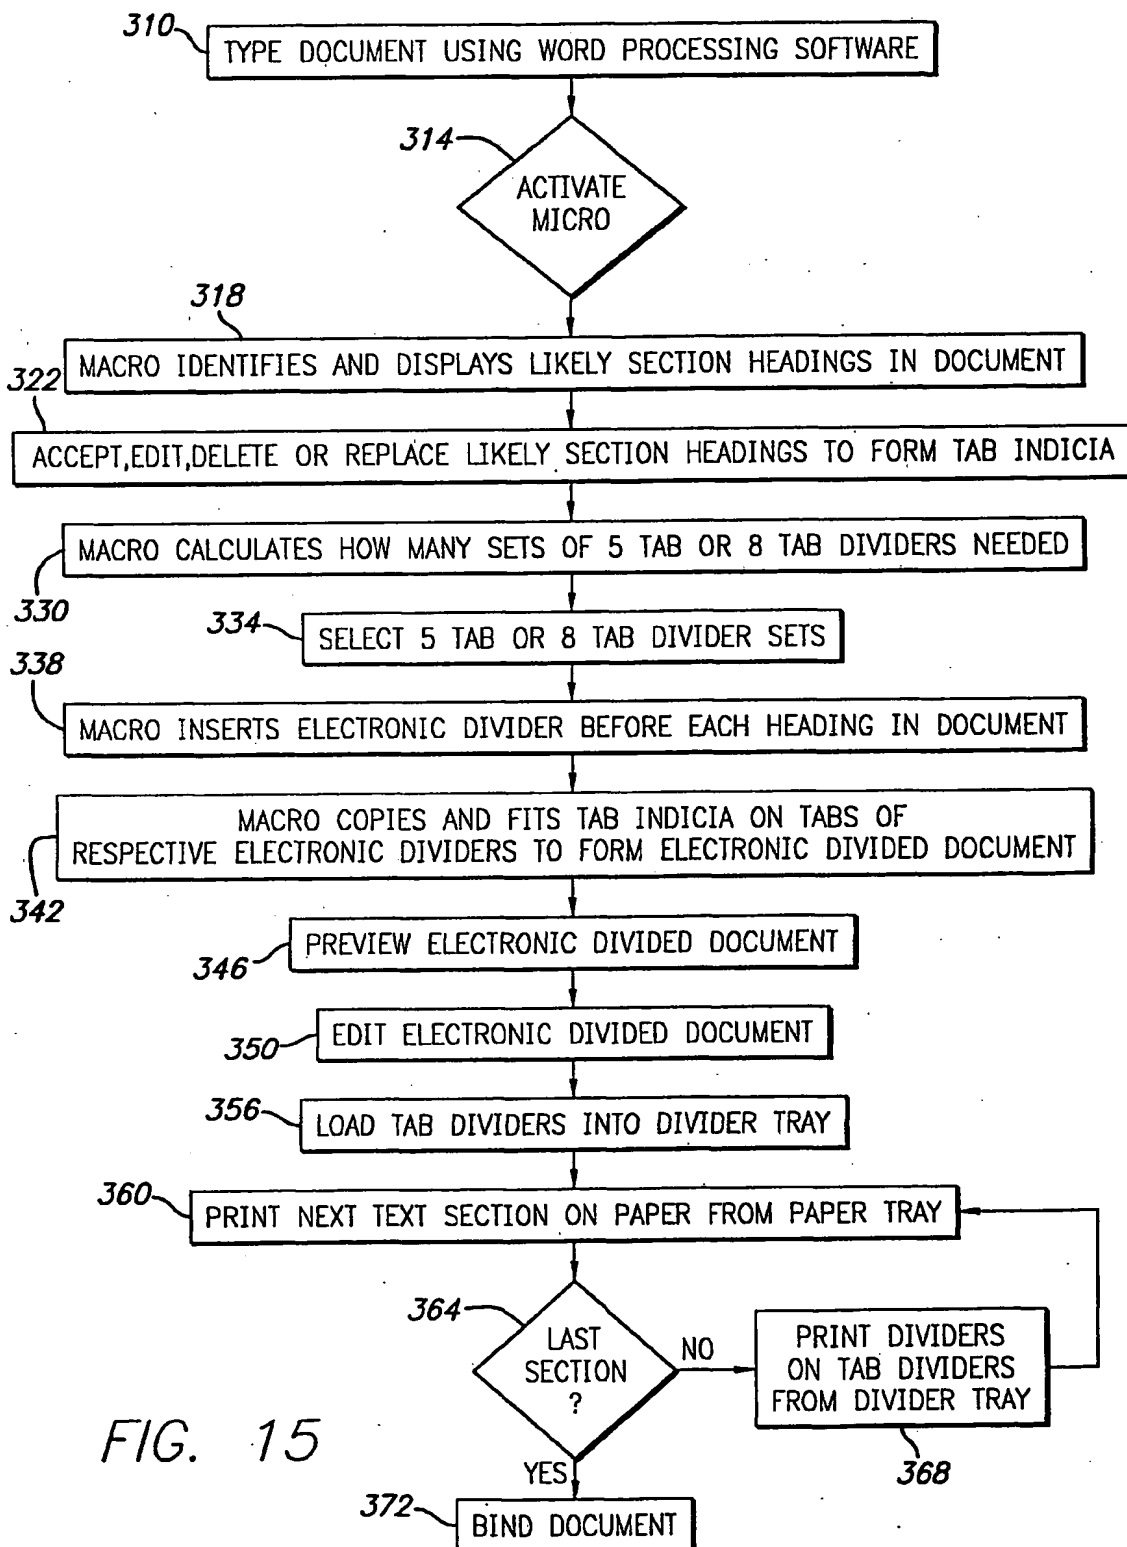 310
TYPE DOCUMENT USING WORD PROCESSING SOFTWARE
314
ACTIVATE
MICRO
318
MACRO IDENTIFIES AND DISPLAYS LIKELY SECTION HEADINGS IN DOCUMENT
322
ACCEPT,EDIT,DELETE OR REPLACE LIKELY SECTION HEADINGS TO FORM TAB INDICIA
MACRO CALCULATES HOW MANY SETS OF 5 TAB OR 8 TAB DIVIDERS NEEDED
330
334
SELECT 5 TAB OR 8 TAB DIVIDER SETS
338
MACRO INSERTS ELECTRONIC DIVIDER BEFORE EACH HEADING IN DOCUMENT
MACRO COPIES AND FITS TAB INDICIA ON TABS OF
RESPECTIVE ELECTRONIC DIVIDERS TO FORM ELECTRONIC DIVIDED DOCUMENT
342
PREVIEW ELECTRONIC DIVIDED DOCUMENT
346
EDIT ELECTRONIC DIVIDED DOCUMENT
350
356
LOAD TAB DIVIDERS INTO DIVIDER TRAY
360
PRINT NEXT TEXT SECTION ON PAPER FROM PAPER TRAY
364
LAST
SECTION
?
NO
PRINT DIVIDERS
ON TAB DIVIDERS
FROM DIVIDER TRAY
368
FIG. 15
YES
372
BIND DOCUMENT